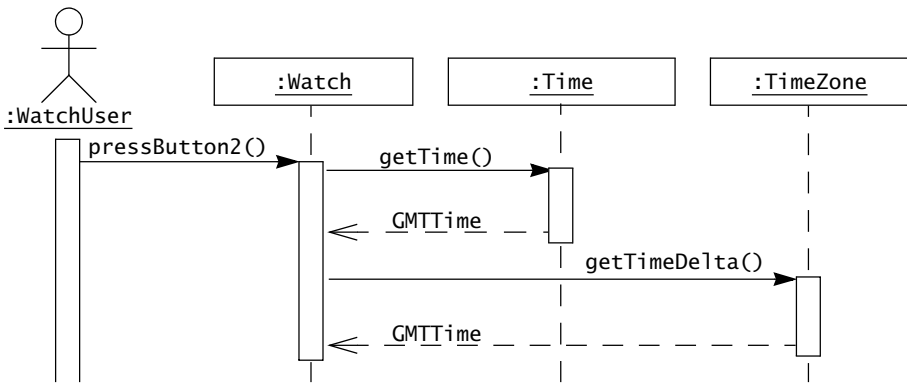 :WatchUser
:Watch
:Time
:TimeZone
pressButton2()
getTime()
GMTTime
getTimeDelta()
GMTTime